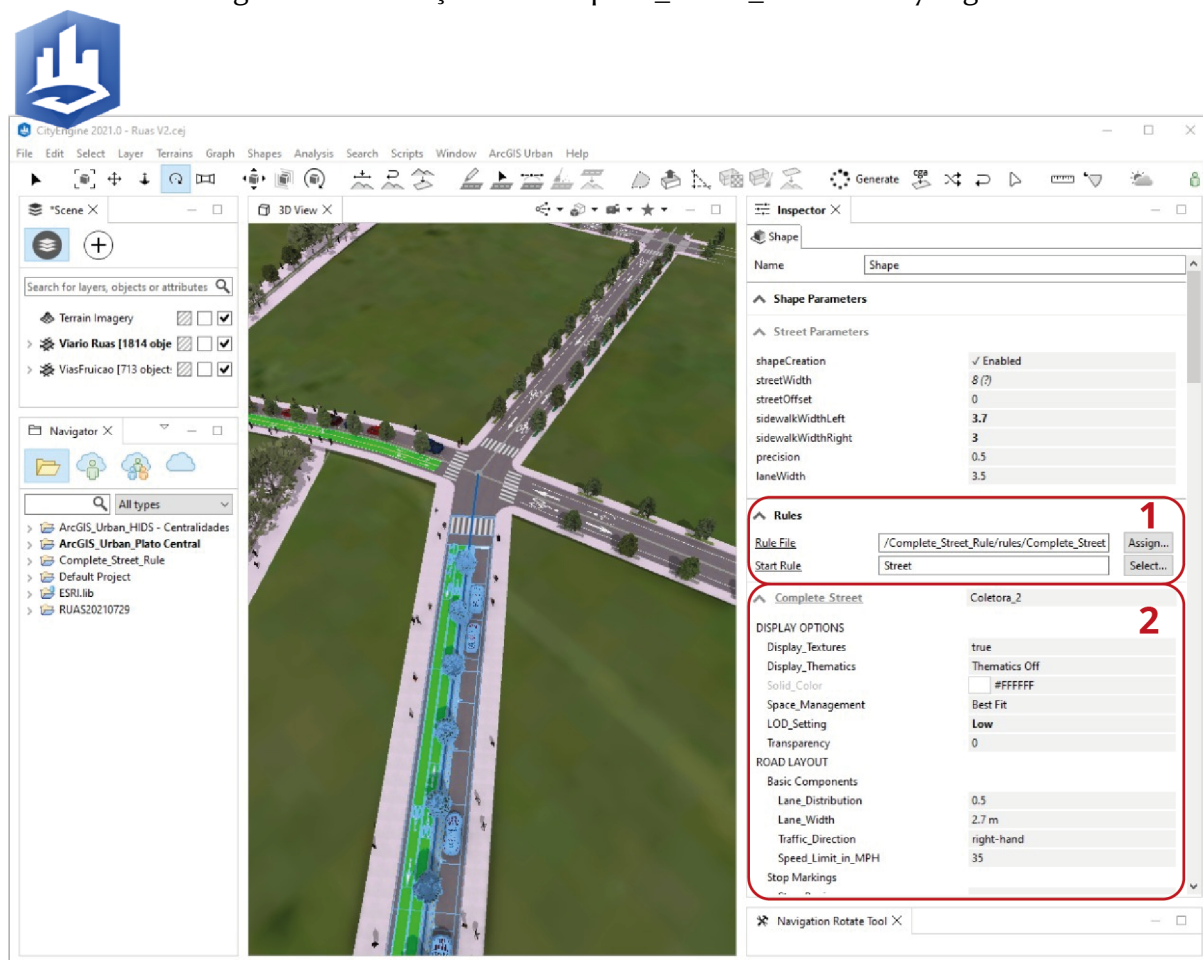 CityEngine 2021.0 - Ruas V2.cej
File Edit Select Layer Terrains Graph Shapes Analysis Search Scripts Window ArcGIS Urban Help
Generate
CGA
*Scene
Search for layers, objects or attributes
Terrain Imagery
Viario Ruas [1814 obje
ViasFruicao [713 object:
Navigator
All types
ArcGIS_Urban_HIDS - Centralidades
ArcGIS_Urban_Plato Central
Complete_Street_Rule
Default Project
ESRI.lib
RUAS20210729
3D View
Inspector
Shape
Name Shape
Shape Parameters
Street Parameters
shapeCreation ✓ Enabled
streetWidth 8 (?)
streetOffset 0
sidewalkWidthLeft 3.7
sidewalkWidthRight 3
precision 0.5
laneWidth 3.5
Rules 1
Rule File /Complete_Street_Rule/rules/Complete_Street Assign...
Start Rule Street Select...
Complete Street Coletora_2
2
DISPLAY OPTIONS
Display_Textures true
Display_Thematics Thematics Off
Solid_Color #FFFFFF
Space_Management Best Fit
LOD_Setting Low
Transparency 0
ROAD LAYOUT
Basic Components
Lane_Distribution 0.5
Lane_Width 2.7 m
Traffic_Direction right-hand
Speed_Limit_in_MPH 35
Stop Markings
Navigation Rotate Tool